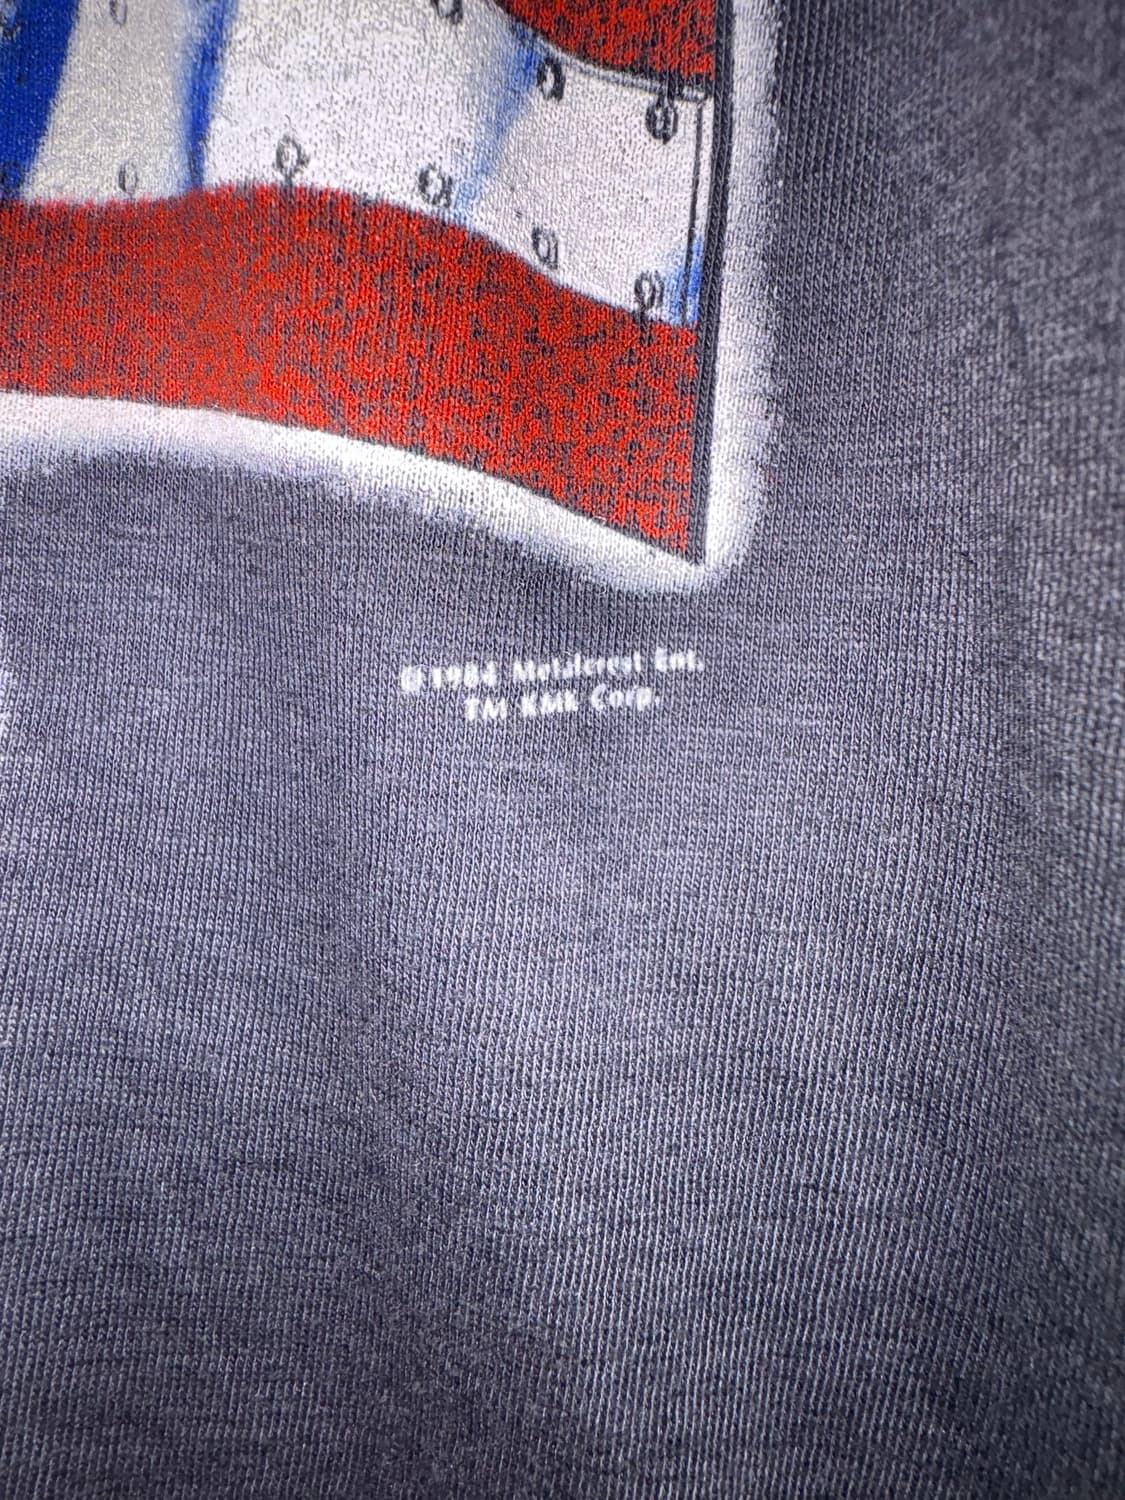 ©1984 Metalcrest Ent.
TM KMK Corp.